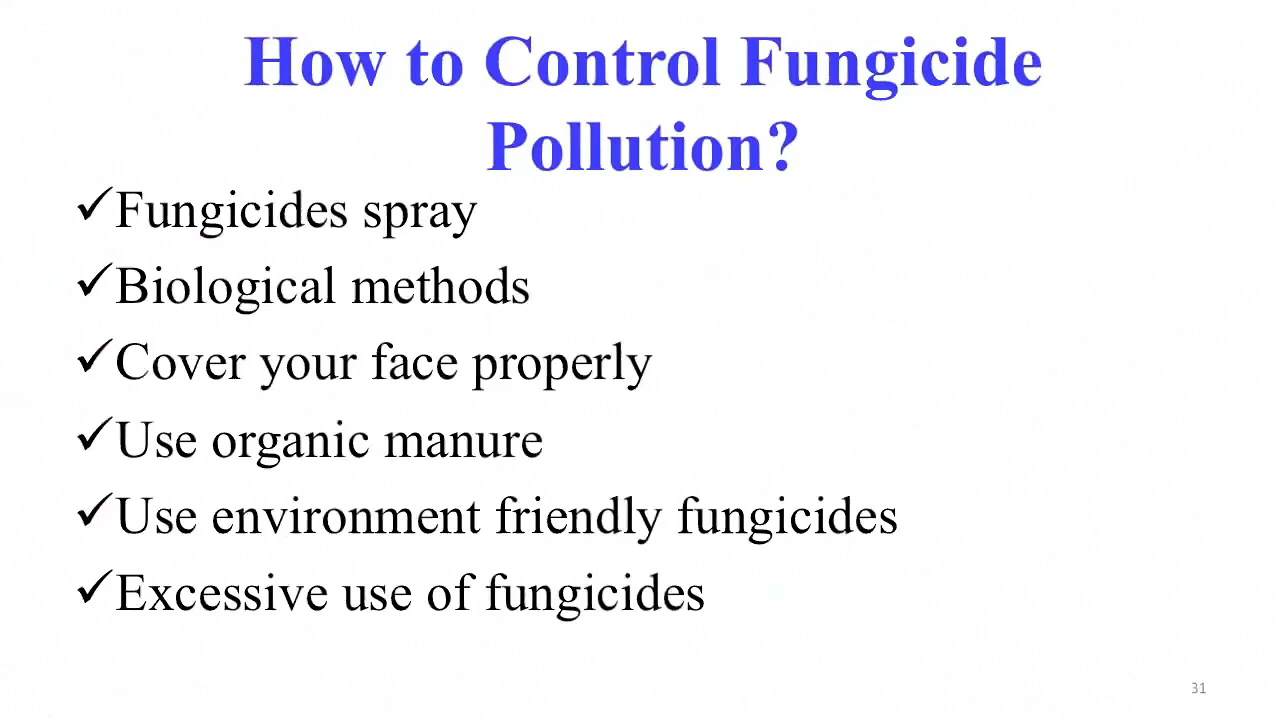 How to Control Fungicide
Pollution?
✓Fungicides spray
✓Biological methods
✓Cover your face properly
✓Use organic manure
✓Use environment friendly fungicides
✓Excessive use of fungicides
31